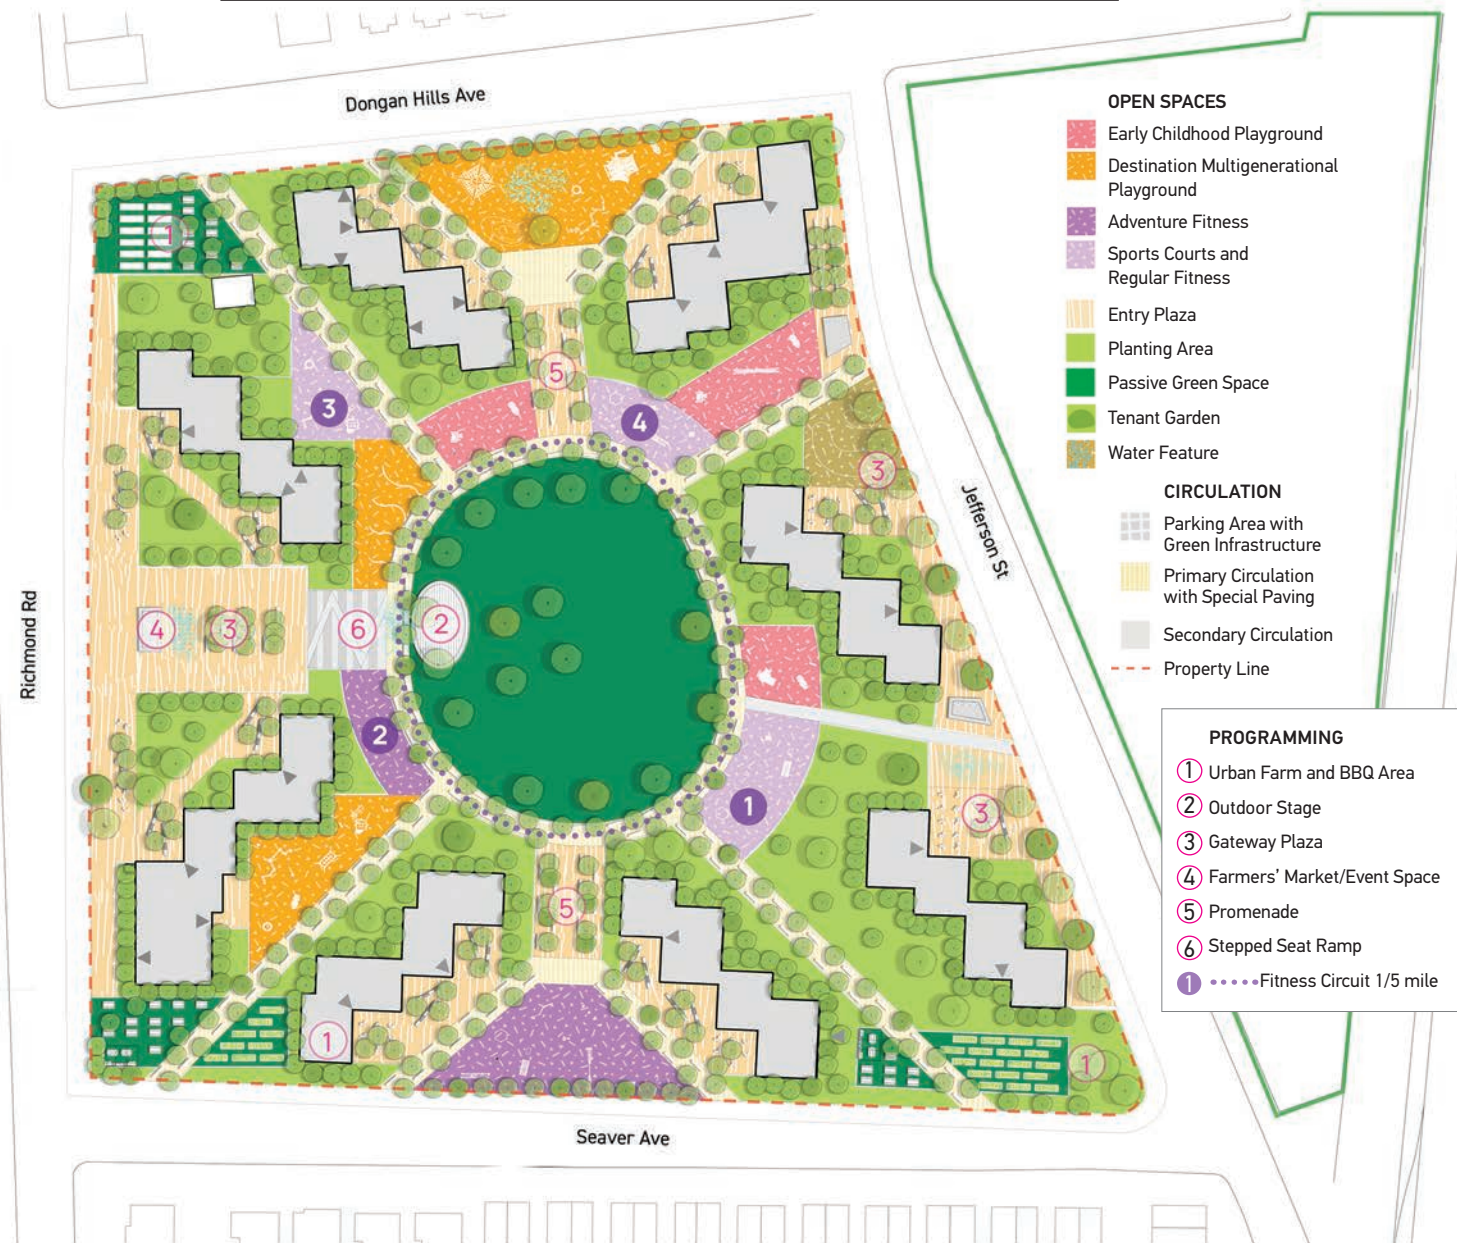 Dongan Hills Ave
Richmond Rd
Jefferson St
Seaver Ave
1
3
5
4
3
4
3
6
2
2
1
3
5
1
1
OPEN SPACES
Early Childhood Playground
Destination Multigenerational
Playground
Adventure Fitness
Sports Courts and
Regular Fitness
Entry Plaza
Planting Area
Passive Green Space
Tenant Garden
Water Feature
CIRCULATION
Parking Area with
Green Infrastructure
Primary Circulation
with Special Paving
Secondary Circulation
Property Line
PROGRAMMING
1 Urban Farm and BBQ Area
2 Outdoor Stage
3 Gateway Plaza
4 Farmers' Market/Event Space
5 Promenade
6 Stepped Seat Ramp
1 Fitness Circuit 1/5 mile